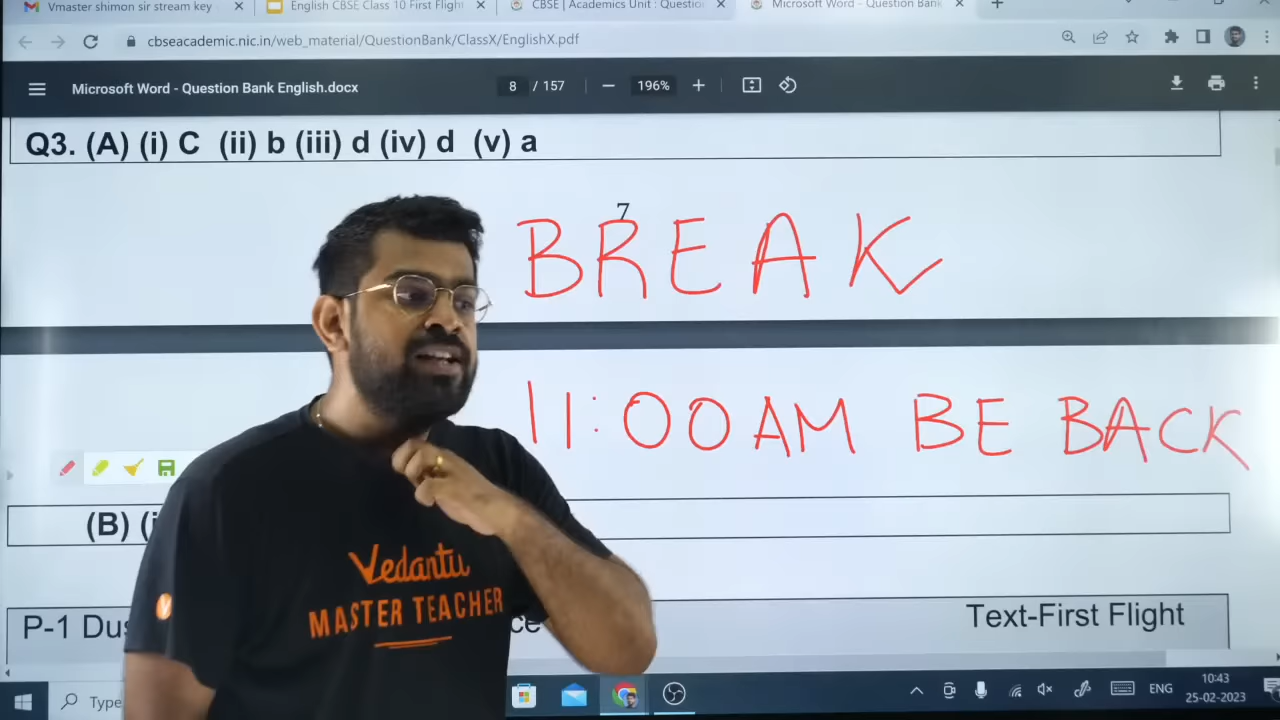 Vmaster shimon sir stream key
English CBSE Class 10 First Flight
CBSE | Academics Unit : Question
Microsoft Word - Question Bank
cbseacademic.nic.in/web_material/QuestionBank/ClassX/EnglishX.pdf
Microsoft Word - Question Bank English.docx
8 / 157
196%
Q3. (A) (i) C (ii) b (iii) d (iv) d (v) a
7
BREAK
11:00AM BE BACK
(B) (i
P-1 Dus
ce
Text-First Flight
Vedantu
MASTER TEACHER
Type
ENG
10:43
25-02-2023